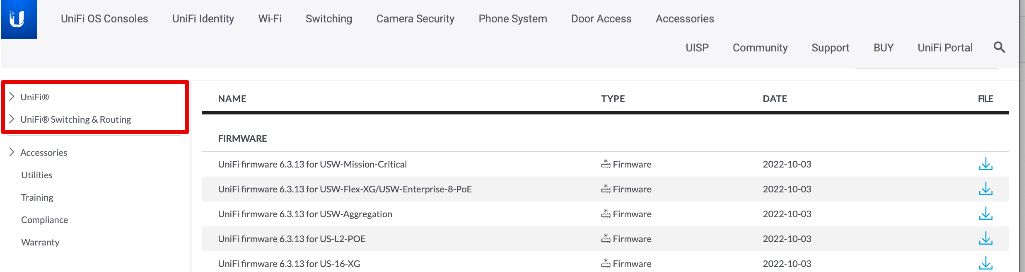 UniFi OS Consoles UniFi Identity Wi-Fi Switching Camera Security Phone System Door Access Accessories
UISP Community Support BUY UniFi Portal
UniFi®
UniFi® Switching & Routing
Accessories
Utilities
Training
Compliance
Warranty
NAME TYPE DATE FILE
FIRMWARE
UniFi firmware 6.3.13 for USW-Mission-Critical Firmware 2022-10-03
UniFi firmware 6.3.13 for USW-Flex-XG/USW-Enterprise-8-PoE Firmware 2022-10-03
UniFi firmware 6.3.13 for USW-Aggregation Firmware 2022-10-03
UniFi firmware 6.3.13 for US-L2-POE Firmware 2022-10-03
UniFi firmware 6.3.13 for US-16-XG Firmware 2022-10-03